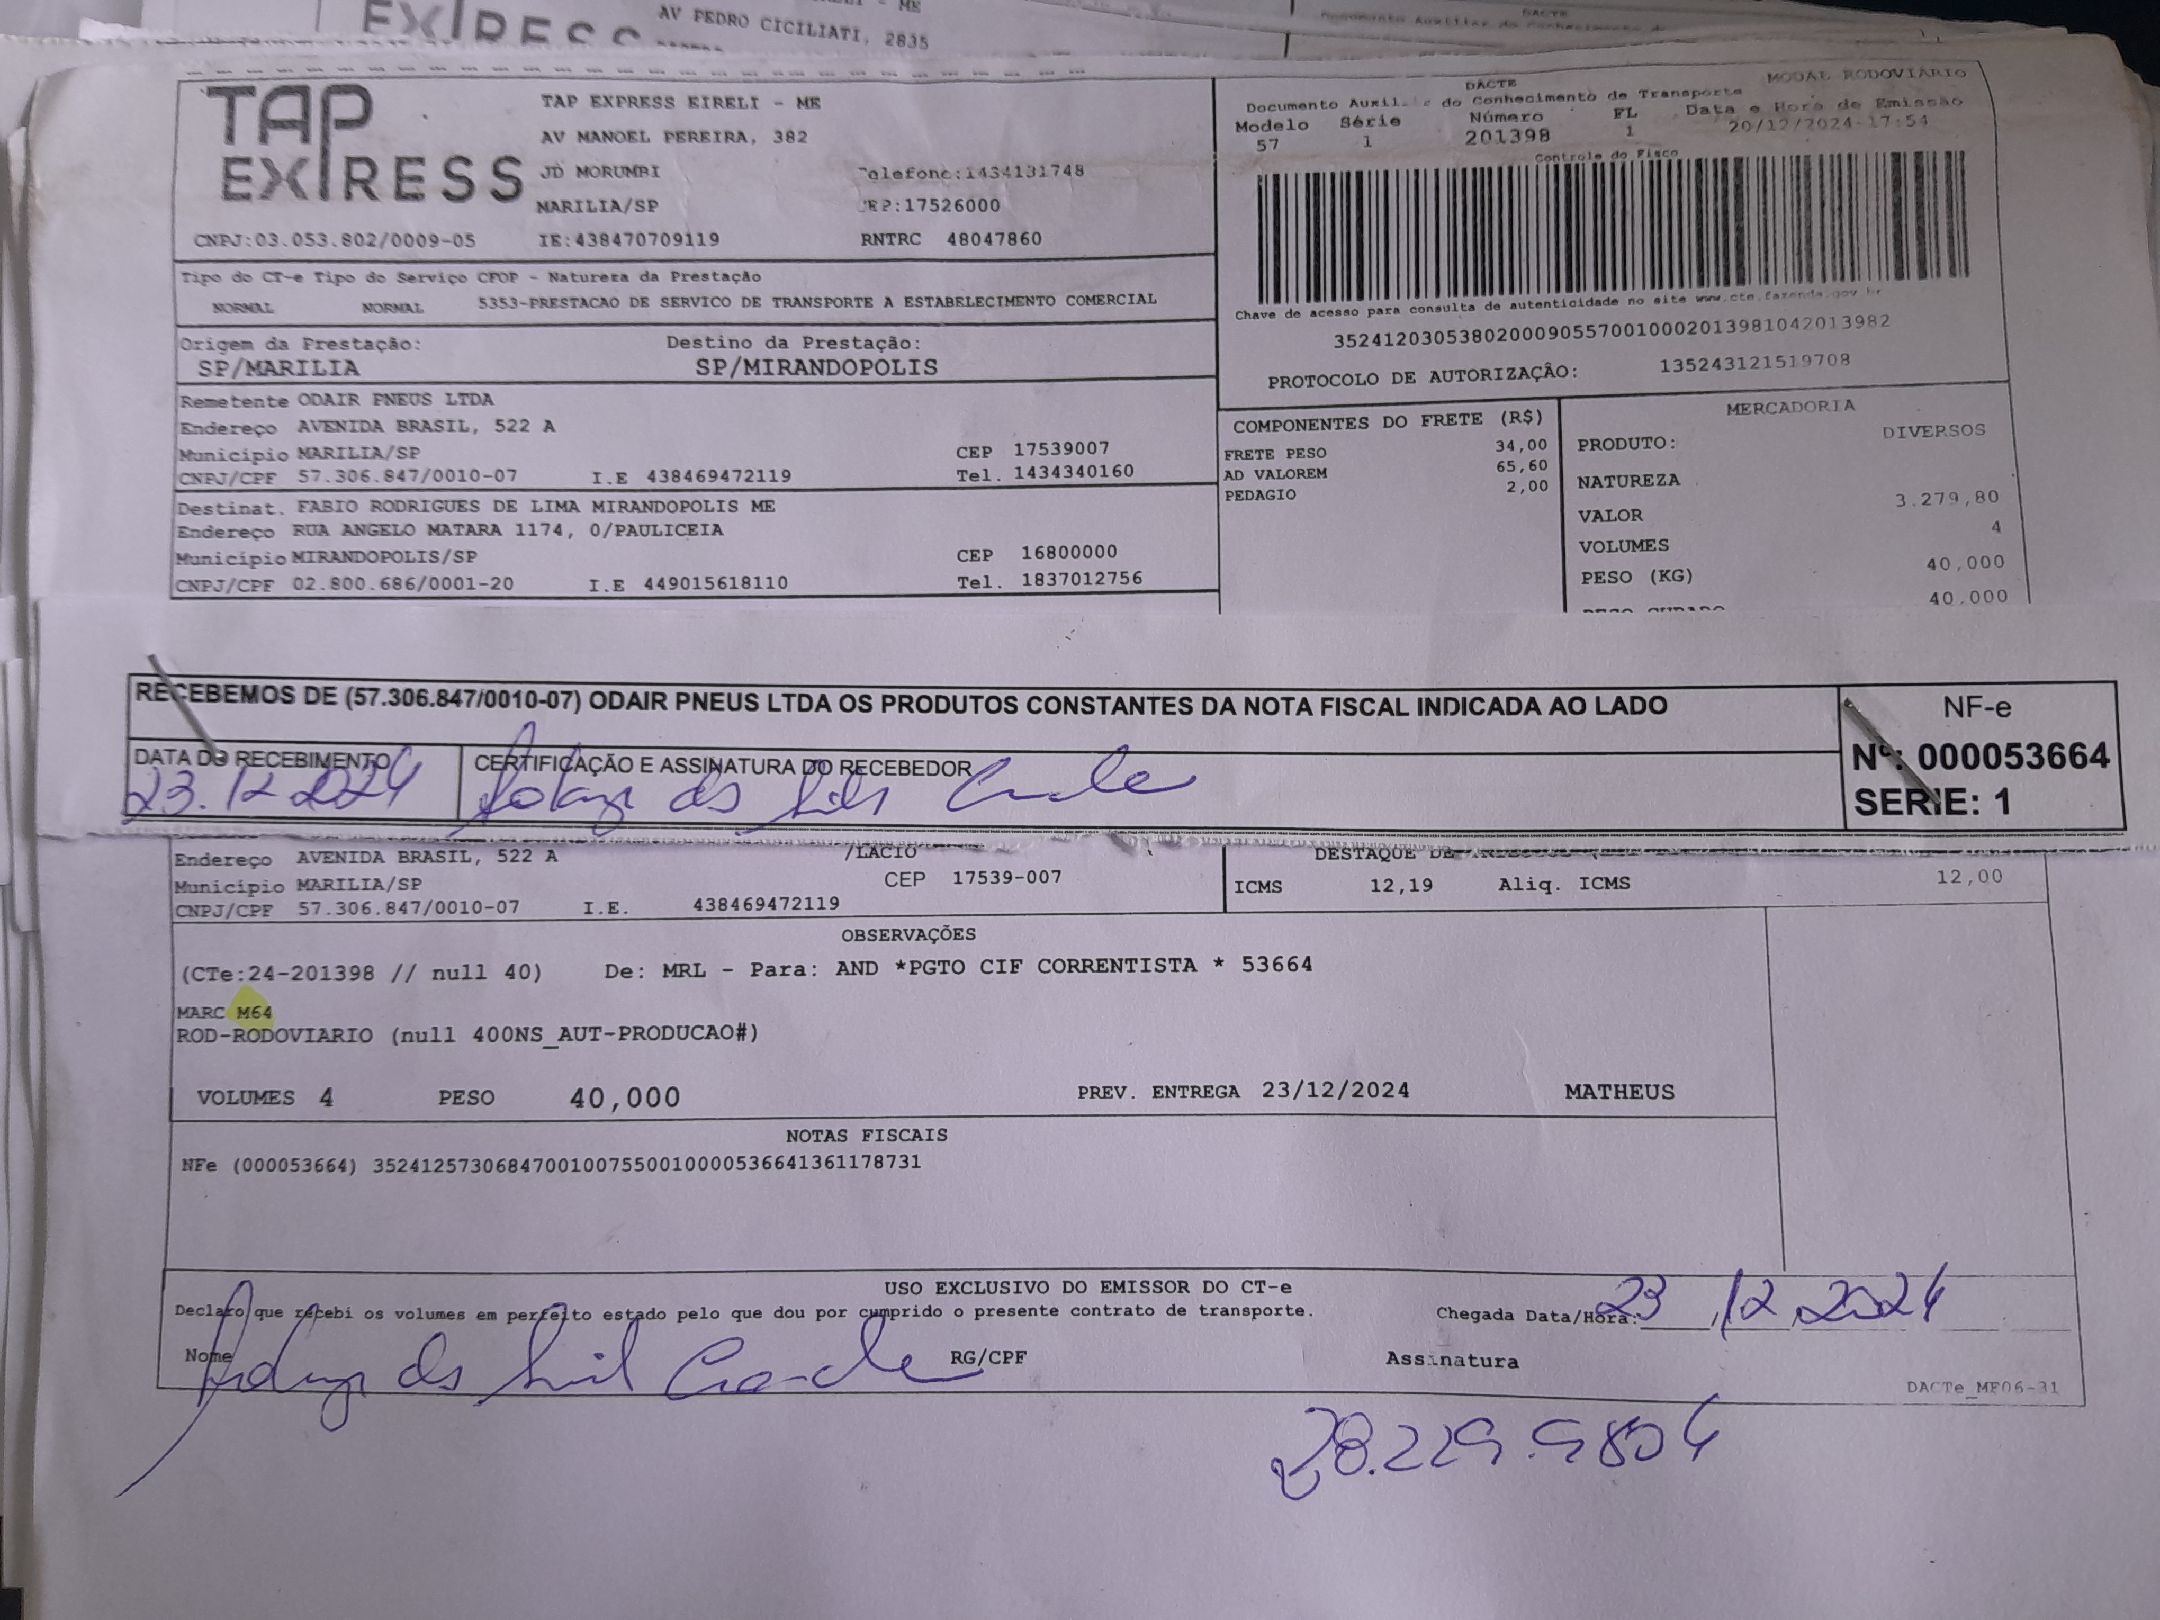 AV PEDRO CICILIATI, 2835
TAP EXPRESS
TAP EXPRESS EIRELI - ME
AV MANOEL PEREIRA, 382
JD MORUMBI Telefone:1434131748
MARILIA/SP CEP:17526000
CNPJ:03.053.802/0009-05 IE:438470709119 RNTRC 48047860
DACTE MODAL RODOVIÁRIO
Documento Auxiliar do Conhecimento de Transporte
Modelo Série Número FL Data e Hora de Emissão
57 1 201398 1 20/12/2024-17:54
Controle do Fisco
Chave de acesso para consulta de autenticidade no site www.cte.fazenda.gov.br
35241203053802000905570010002013981042013982
PROTOCOLO DE AUTORIZAÇÃO: 135243121519708
Tipo do CT-e Tipo do Serviço CFOP - Natureza da Prestação
NORMAL NORMAL 5353-PRESTACAO DE SERVICO DE TRANSPORTE A ESTABELECIMENTO COMERCIAL
Origem da Prestação: Destino da Prestação:
SP/MARILIA SP/MIRANDOPOLIS
Remetente ODAIR PNEUS LTDA
Endereço AVENIDA BRASIL, 522 A
Município MARILIA/SP CEP 17539007
CNPJ/CPF 57.306.847/0010-07 I.E 438469472119 Tel. 1434340160
Destinat. FABIO RODRIGUES DE LIMA MIRANDOPOLIS ME
Endereço RUA ANGELO MATARA 1174, 0/PAULICEIA
Município MIRANDOPOLIS/SP CEP 16800000
CNPJ/CPF 02.800.686/0001-20 I.E 449015618110 Tel. 1837012756
COMPONENTES DO FRETE (R$)
FRETE PESO 34,00
AD VALOREM 65,60
PEDAGIO 2,00
MERCADORIA
PRODUTO: DIVERSOS
NATUREZA
VALOR 3.279,80
VOLUMES 4
PESO (KG) 40,000
40,000
RECEBEMOS DE (57.306.847/0010-07) ODAIR PNEUS LTDA OS PRODUTOS CONSTANTES DA NOTA FISCAL INDICADA AO LADO
DATA DO RECEBIMENTO CERTIFICAÇÃO E ASSINATURA DO RECEBEDOR
23.12 2024
NF-e
Nº: 000053664
SERIE: 1
Endereço AVENIDA BRASIL, 522 A /LACIO
Município MARILIA/SP CEP 17539-007
CNPJ/CPF 57.306.847/0010-07 I.E. 438469472119
DESTAQUE DE
ICMS 12,19 Aliq. ICMS 12,00
OBSERVAÇÕES
(CTe:24-201398 // null 40) De: MRL - Para: AND *PGTO CIF CORRENTISTA * 53664
MARC M64
ROD-RODOVIARIO (null 400NS_AUT-PRODUCAO#)
VOLUMES 4 PESO 40,000 PREV. ENTREGA 23/12/2024 MATHEUS
NOTAS FISCAIS
NFe (000053664) 35241257306847001007550010000536641361178731
USO EXCLUSIVO DO EMISSOR DO CT-e
Declaro que recebi os volumes em perfeito estado pelo que dou por cumprido o presente contrato de transporte. Chegada Data/Hora: 23 12 2024
Nome RG/CPF Assinatura
DACTe_MF06-31
28.229.9804